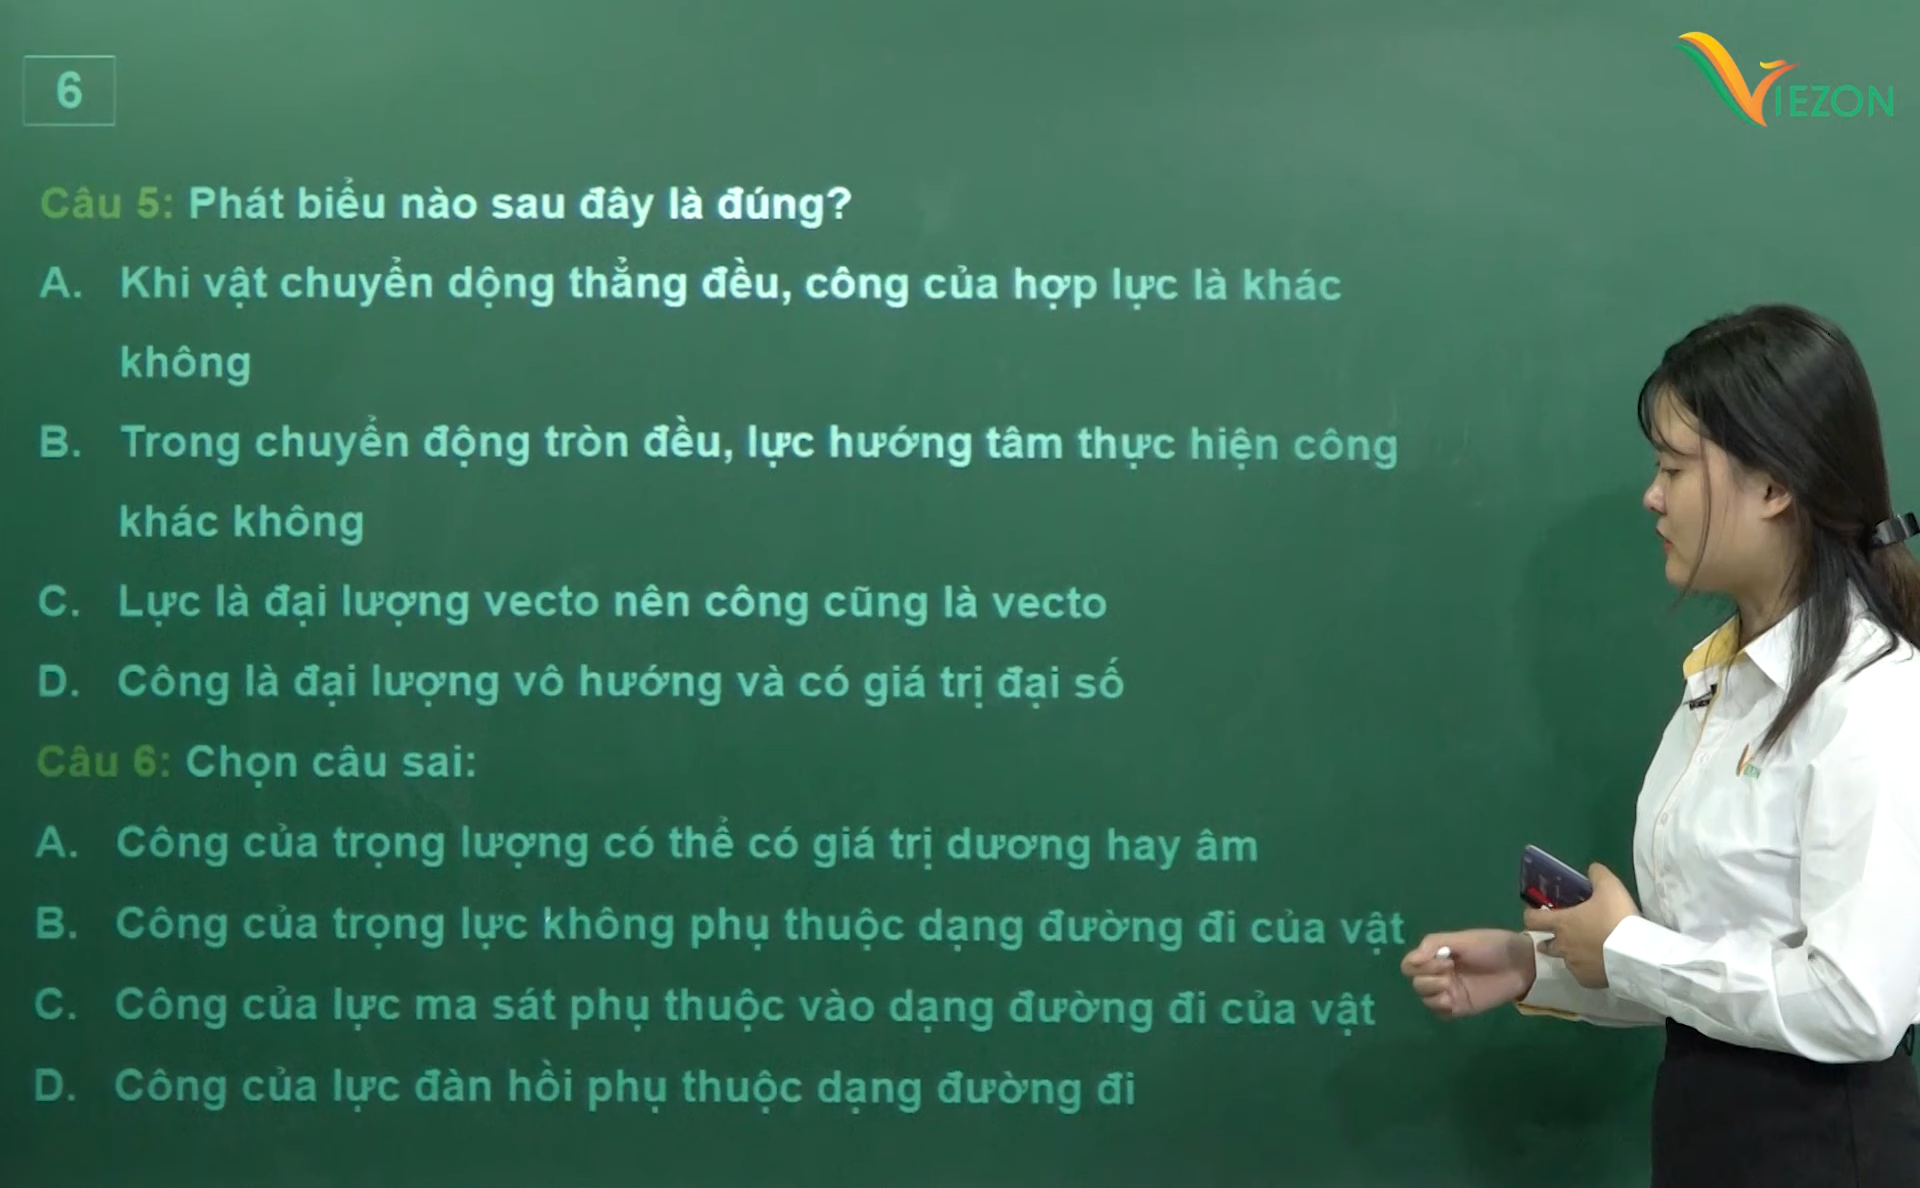 VIEZON
6
Câu 5: Phát biểu nào sau đây là đúng?
A. Khi vật chuyển dộng thẳng đều, công của hợp lực là khác
không
B. Trong chuyển động tròn đều, lực hướng tâm thực hiện công
khác không
C. Lực là đại lượng vecto nên công cũng là vecto
D. Công là đại lượng vô hướng và có giá trị đại số
Câu 6: Chọn câu sai:
A. Công của trọng lượng có thể có giá trị dương hay âm
B. Công của trọng lực không phụ thuộc dạng đường đi của vật
C. Công của lực ma sát phụ thuộc vào dạng đường đi của vật
D. Công của lực đàn hồi phụ thuộc dạng đường đi